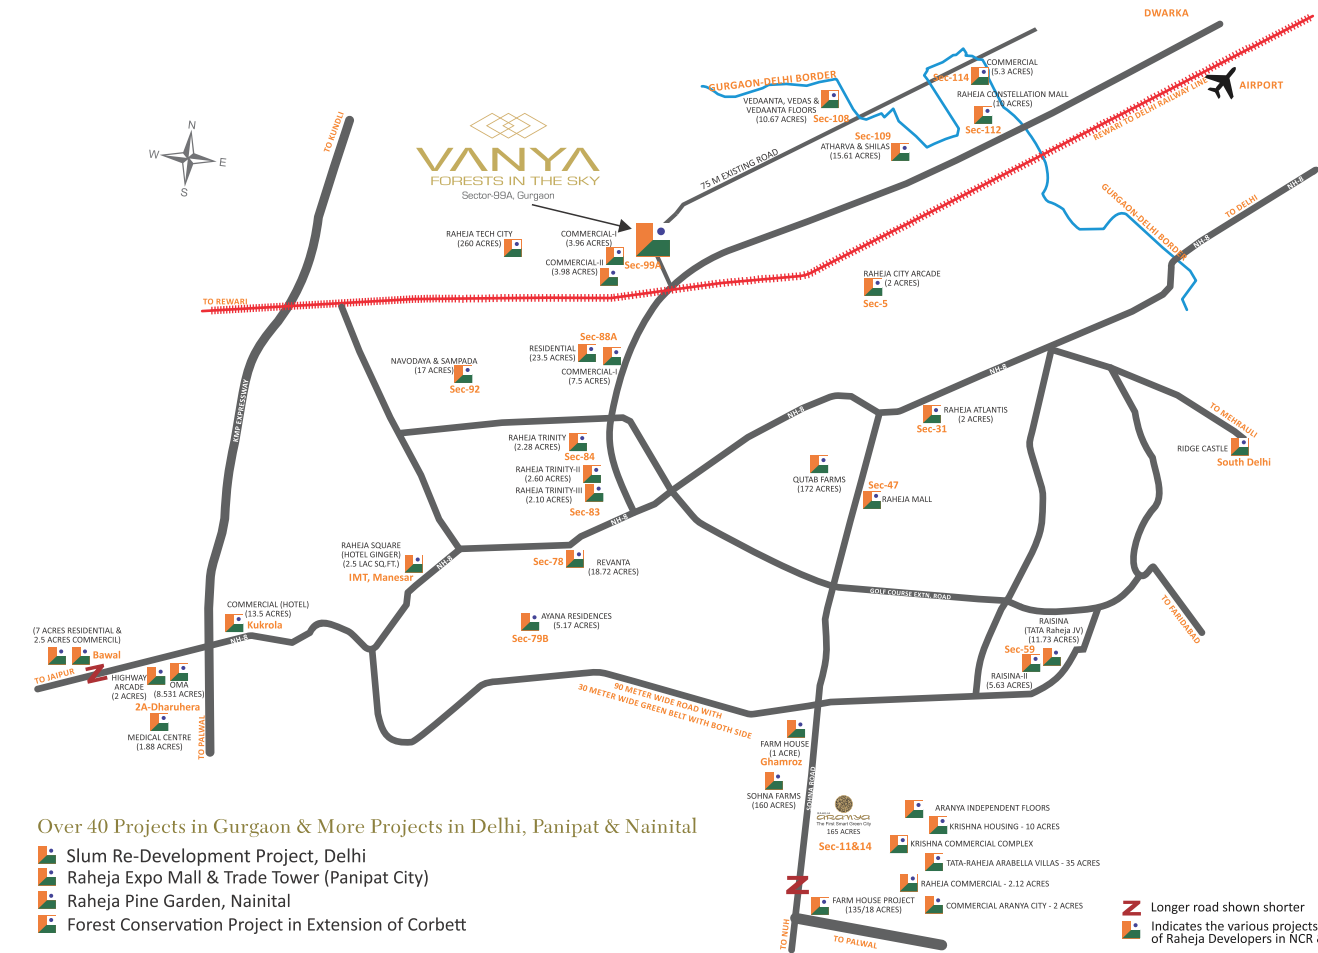 DWARKA
COMMERCIAL
(5.3 ACRES)
Sec-114
GURGAON-DELHI BORDER
AIRPORT
REWARI TO DELHI RAILWAY LINE
RAHEJA CONSTELLATION MALL
(10 ACRES)
Sec-112
VEDAANTA, VEDAS &
VEDAANTA FLOORS
(10.67 ACRES)
Sec-108
Sec-109
ATHARVA & SHILAS
(15.61 ACRES)
TO KUNDLI
N
W
E
S
VANYA
FORESTS IN THE SKY
Sector-99A, Gurgaon
75 M EXISTING ROAD
NH-8
TO DELHI
NH-8
GURGAON-DELHI BORDER
RAHEJA TECH CITY
(260 ACRES)
COMMERCIAL-I
(3.96 ACRES)
COMMERCIAL-II
(3.98 ACRES)
Sec-99A
RAHEJA CITY ARCADE
(2 ACRES)
Sec-5
TO REWARI
Sec-88A
RESIDENTIAL
(23.5 ACRES)
COMMERCIAL-I
(7.5 ACRES)
NAVODAYA & SAMPADA
(17 ACRES)
Sec-92
NH-8
KMP EXPRESSWAY
NH-8
RAHEJA ATLANTIS
(2 ACRES)
Sec-31
TO MEHRAULI
RIDGE CASTLE
South Delhi
RAHEJA TRINITY
(2.28 ACRES)
Sec-84
RAHEJA TRINITY-II
(2.60 ACRES)
RAHEJA TRINITY-III
(2.10 ACRES)
Sec-83
QUTAB FARMS
(172 ACRES)
Sec-47
RAHEJA MALL
NH-8
RAHEJA SQUARE
(HOTEL GINGER)
(2.5 LAC SQ.FT.)
IMT, Manesar
NH-8
Sec-78
REVANTA
(18.72 ACRES)
GOLF COURSE EXTN, ROAD
TO FARIDABAD
COMMERCIAL (HOTEL)
(13.5 ACRES)
Kukrola
AYANA RESIDENCES
(5.17 ACRES)
Sec-79B
RAISINA
(TATA Raheja JV)
(11.73 ACRES)
Sec-59
RAISINA-II
(5.63 ACRES)
(7 ACRES RESIDENTIAL &
2.5 ACRES COMMERCIL)
Bawal
NH-8
TO JAIPUR
HIGHWAY
ARCADE
(2 ACRES)
OMA
(8.531 ACRES)
2A-Dharuhera
MEDICAL CENTRE
(1.88 ACRES)
TO PALWAL
90 METER WIDE ROAD WITH
30 METER WIDE GREEN BELT WITH BOTH SIDE
FARM HOUSE
(1 ACRE)
Ghamroz
SOHNA FARMS
(160 ACRES)
SOHNA ROAD
aranya
The First Smart Green City
165 ACRES
Sec-11&14
ARANYA INDEPENDENT FLOORS
KRISHNA HOUSING - 10 ACRES
KRISHNA COMMERCIAL COMPLEX
TATA-RAHEJA ARABELLA VILLAS - 35 ACRES
RAHEJA COMMERCIAL - 2.12 ACRES
COMMERCIAL ARANYA CITY - 2 ACRES
FARM HOUSE PROJECT
(135/18 ACRES)
TO NUH
TO PALWAL
Over 40 Projects in Gurgaon & More Projects in Delhi, Panipat & Nainital
Slum Re-Development Project, Delhi
Raheja Expo Mall & Trade Tower (Panipat City)
Raheja Pine Garden, Nainital
Forest Conservation Project in Extension of Corbett
Longer road shown shorter
Indicates the various projects
of Raheja Developers in NCR &